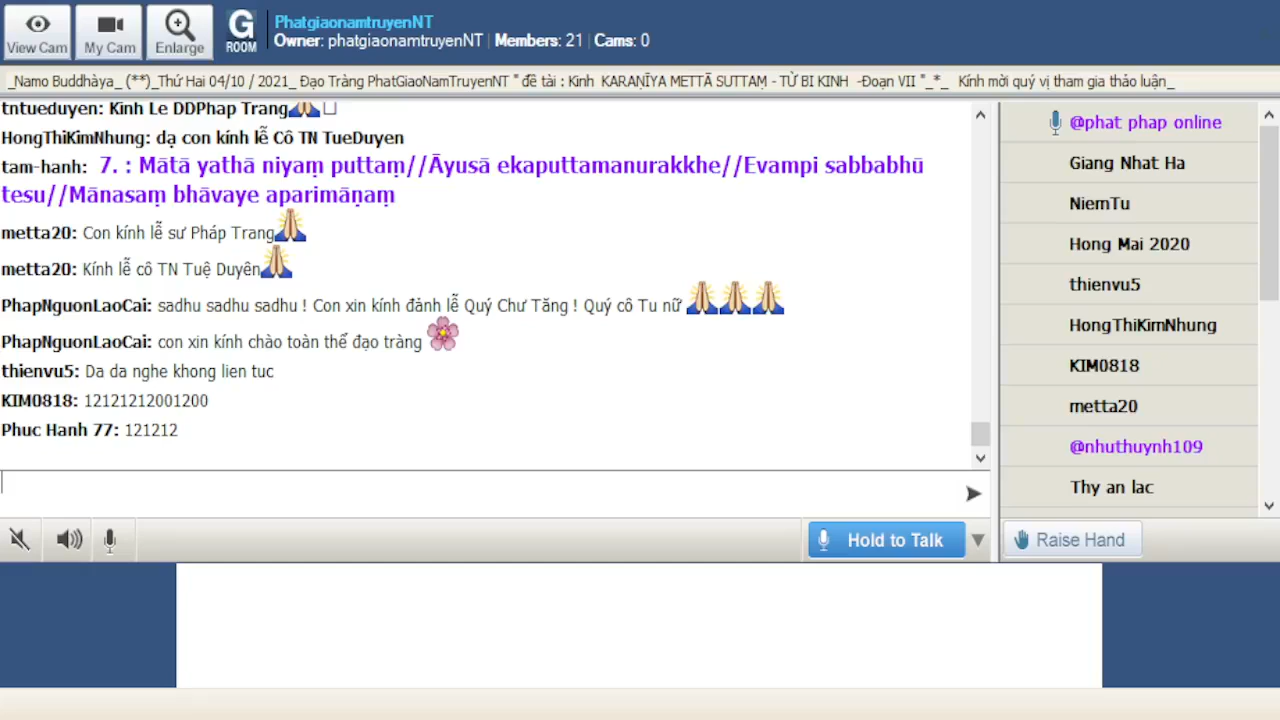 View Cam
My Cam
Enlarge
G
ROOM
PhatgiaonamtruyenNT
Owner: phatgiaonamtruyenNT | Members: 21 | Cams: 0
_Namo Buddhàya_ (**)_Thứ Hai 04/10 / 2021_ Đạo Tràng PhatGiaoNamTruyenNT " đề tài : Kinh KARAṆĪYA METTĀ SUTTAṂ - TỪ BI KINH -Đoạn VII "_*_ Kính mời quý vị tham gia thảo luận_
tntueduyen: Kinh Le DDPhap Trang
HongThiKimNhung: dạ con kính lễ Cô TN TueDuyen
tam-hanh: 7. : Mātā yathā niyaṃ puttaṃ//Āyusā ekaputtamanurakkhe//Evampi sabbabhū
tesu//Mānasaṃ bhāvaye aparimāṇaṃ
metta20: Con kính lễ sư Pháp Trang
metta20: Kính lễ cô TN Tuệ Duyên
PhapNguonLaoCai: sadhu sadhu sadhu ! Con xin kính đảnh lễ Quý Chư Tăng ! Quý cô Tu nữ
PhapNguonLaoCai: con xin kính chào toàn thể đạo tràng
thienvu5: Da da nghe khong lien tuc
KIM0818: 12121212001200
Phuc Hanh 77: 121212
@phat phap online
Giang Nhat Ha
NiemTu
Hong Mai 2020
thienvu5
HongThiKimNhung
KIM0818
metta20
@nhuthuynh109
Thy an lac
Hold to Talk
Raise Hand